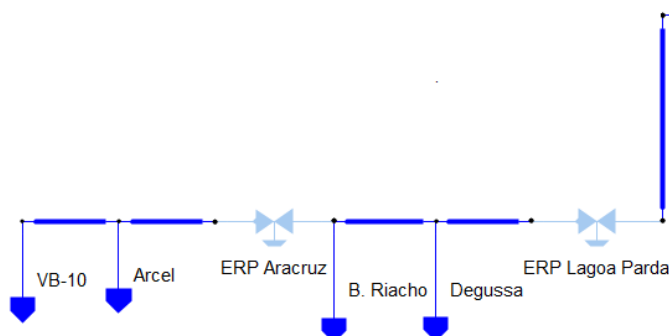 VB-10
Arcel
ERP Aracruz
B. Riacho
Degussa
ERP Lagoa Parda